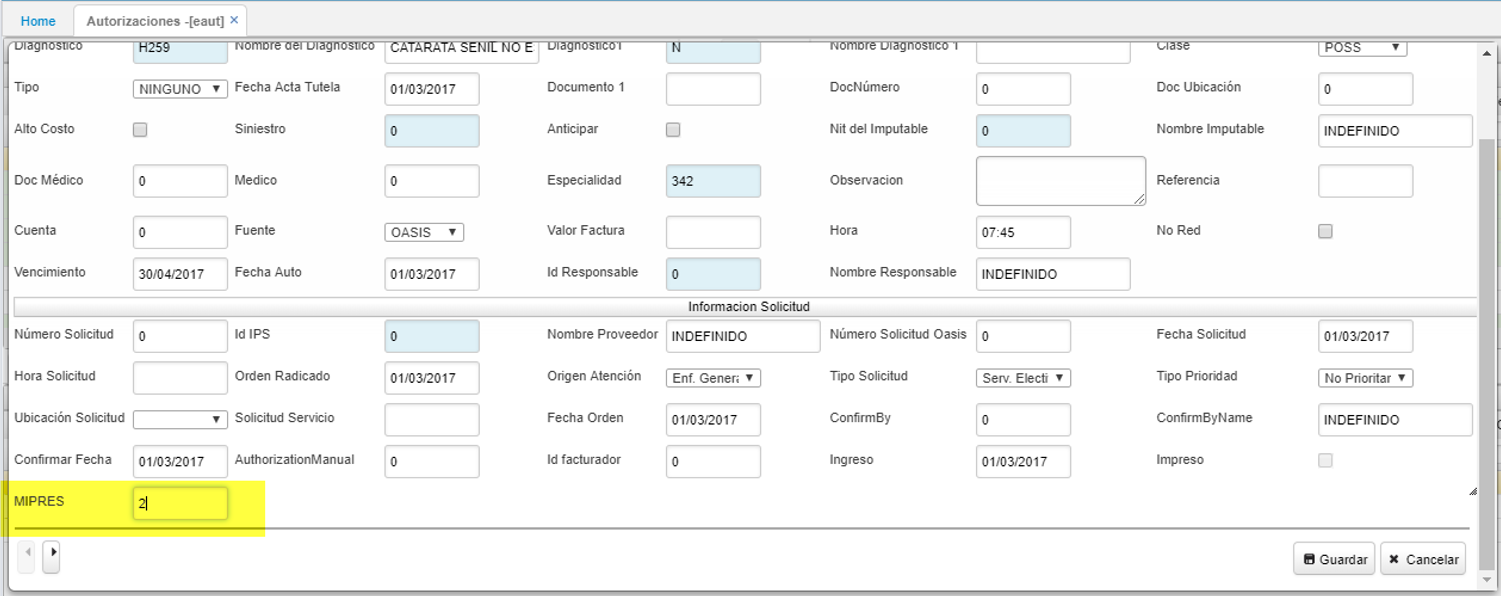 Home Autorizaciones -[eaut] ×
Diagnostico H259 Nombre del Diagnostico CATARATA SENIL NO E Diagnostico1 N Nombre Diagnostico 1 Clase POSS
Tipo NINGUNO Fecha Acta Tutela 01/03/2017 Documento 1 DocNúmero 0 Doc Ubicación 0
Alto Costo Siniestro 0 Anticipar Nit del Imputable 0 Nombre Imputable INDEFINIDO
Doc Médico 0 Medico 0 Especialidad 342 Observacion Referencia
Cuenta 0 Fuente OASIS Valor Factura Hora 07:45 No Red
Vencimiento 30/04/2017 Fecha Auto 01/03/2017 Id Responsable 0 Nombre Responsable INDEFINIDO
Informacion Solicitud
Número Solicitud 0 Id IPS 0 Nombre Proveedor INDEFINIDO Número Solicitud Oasis 0 Fecha Solicitud 01/03/2017
Hora Solicitud Orden Radicado 01/03/2017 Origen Atención Enf. Genera Tipo Solicitud Serv. Electi Tipo Prioridad No Prioritar
Ubicación Solicitud Solicitud Servicio Fecha Orden 01/03/2017 ConfirmBy 0 ConfirmByName INDEFINIDO
Confirmar Fecha 01/03/2017 AuthorizationManual 0 Id facturador 0 Ingreso 01/03/2017 Impreso
MIPRES 2
Guardar Cancelar